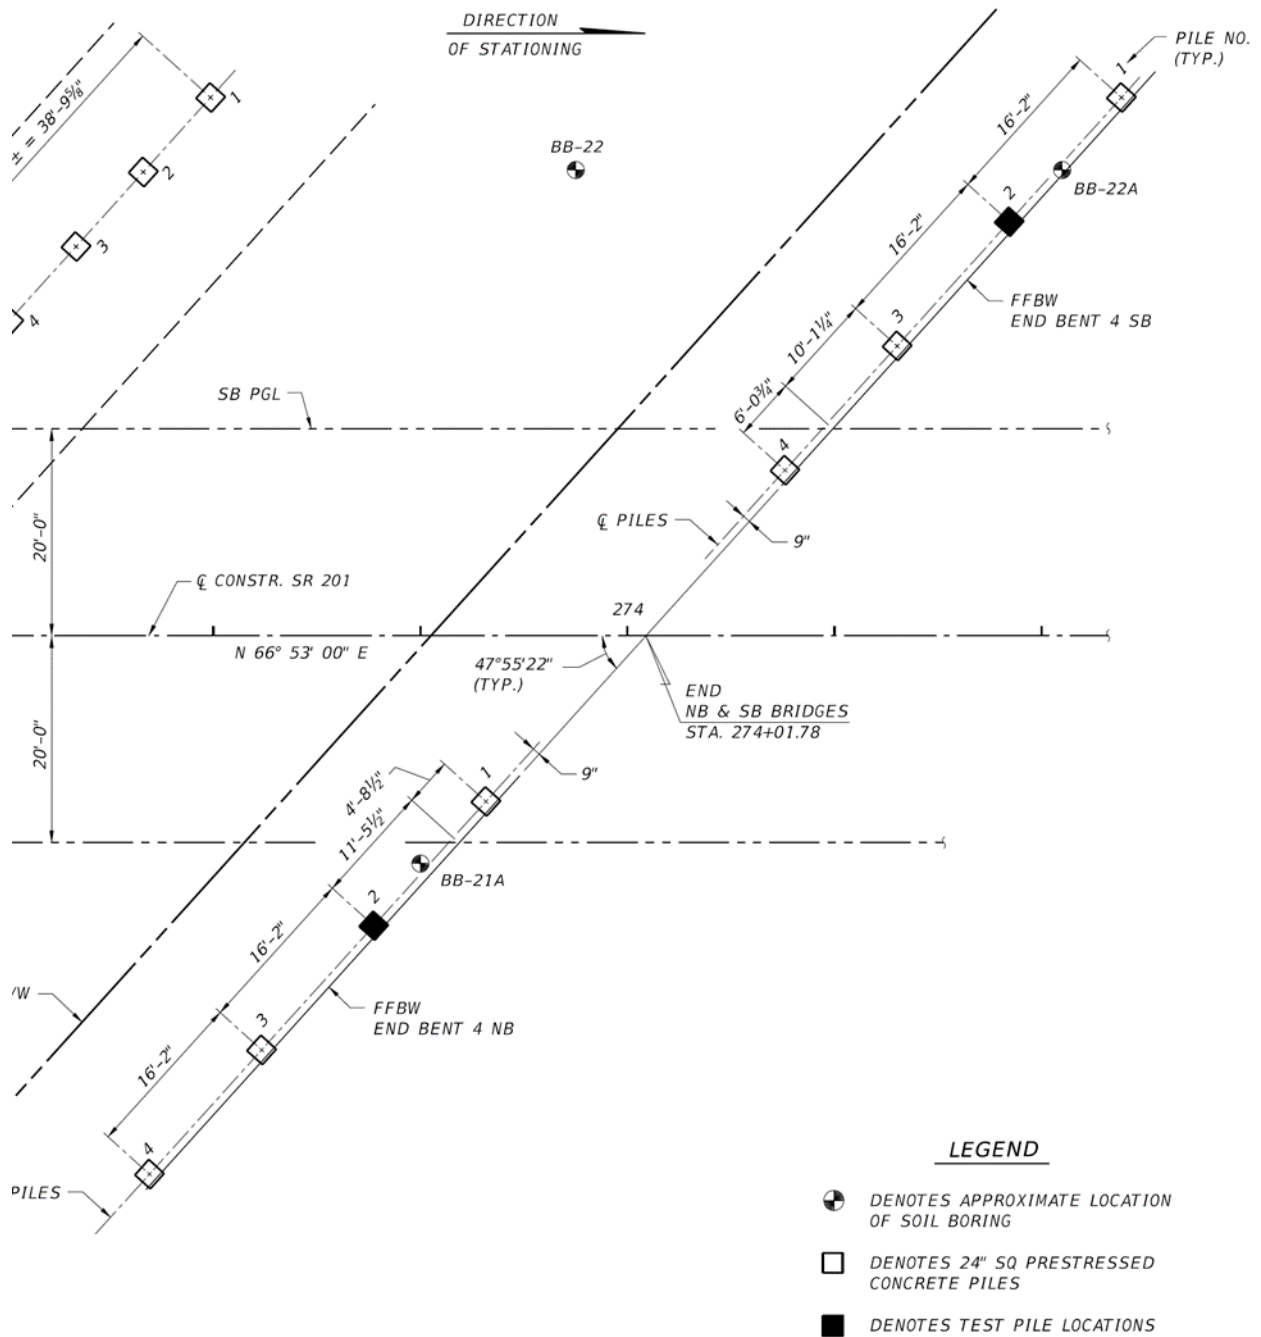 DIRECTION
OF STATIONING
PILE NO.
(TYP.)
1
± = 38'-9⅝"
1
2
3
4
BB-22
16'-2"
BB-22A
2
16'-2"
FFBW
END BENT 4 SB
3
10'-1¼"
6'-0¾"
4
SB PGL
20'-0"
℄ PILES
9"
℄ CONSTR. SR 201
274
N 66° 53' 00" E
47°55'22"
(TYP.)
END
NB & SB BRIDGES
STA. 274+01.78
20'-0"
9"
1
4'-8½"
11'-5½"
BB-21A
2
16'-2"
/W
FFBW
END BENT 4 NB
3
16'-2"
4
PILES
LEGEND
DENOTES APPROXIMATE LOCATION
OF SOIL BORING
DENOTES 24" SQ PRESTRESSED
CONCRETE PILES
DENOTES TEST PILE LOCATIONS